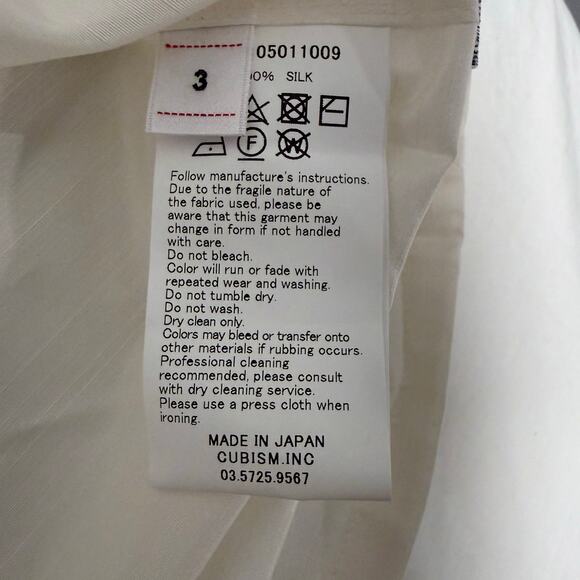 3
05011009
0% SILK
F
W
Follow manufacture's instructions.
Due to the fragile nature of
the fabric used, please be
aware that this garment may
change in form if not handled
with care.
Do not bleach.
Color will run or fade with
repeated wear and washing.
Do not tumble dry.
Do not wash.
Dry clean only.
Colors may bleed or transfer onto
other materials if rubbing occurs.
Professional cleaning
recommended, please consult
with dry cleaning service.
Please use a press cloth when
ironing.
MADE IN JAPAN
CUBISM.INC
03.5725.9567